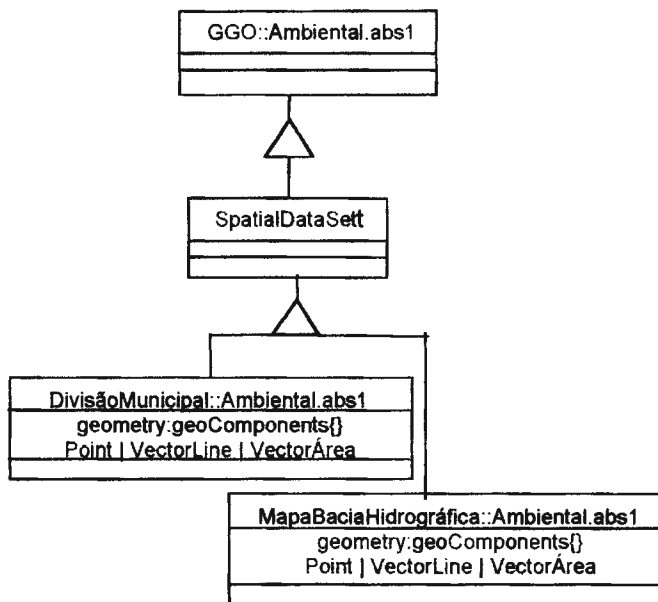 GGO::Ambiental.abs1
SpatialDataSett
DivisãoMunicipal::Ambiental.abs1
geometry:geoComponents{}
Point | VectorLine | VectorÁrea
MapaBaciaHidrográfica::Ambiental.abs1
geometry:geoComponents{}
Point | VectorLine | VectorÁrea